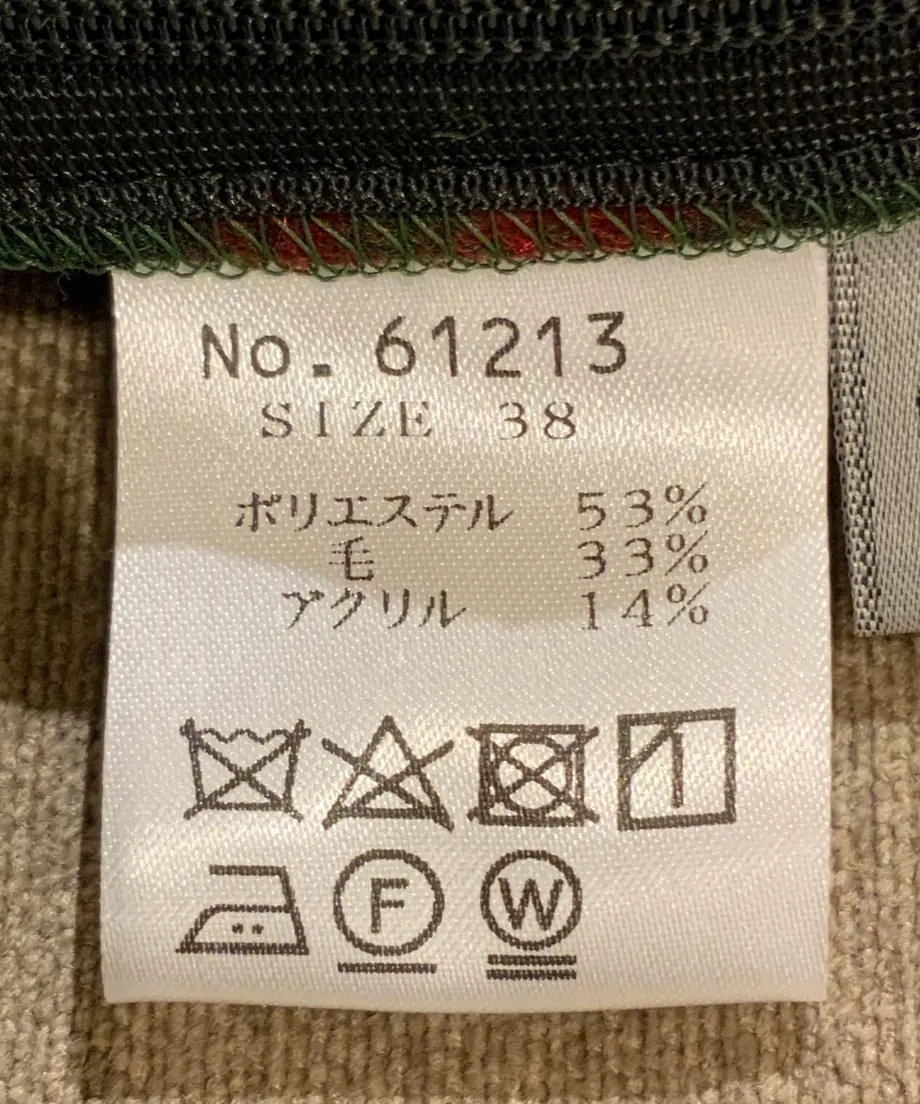 No. 61213
SIZE 38
ポリエステル 53%
毛 33%
アクリル 14%
F W